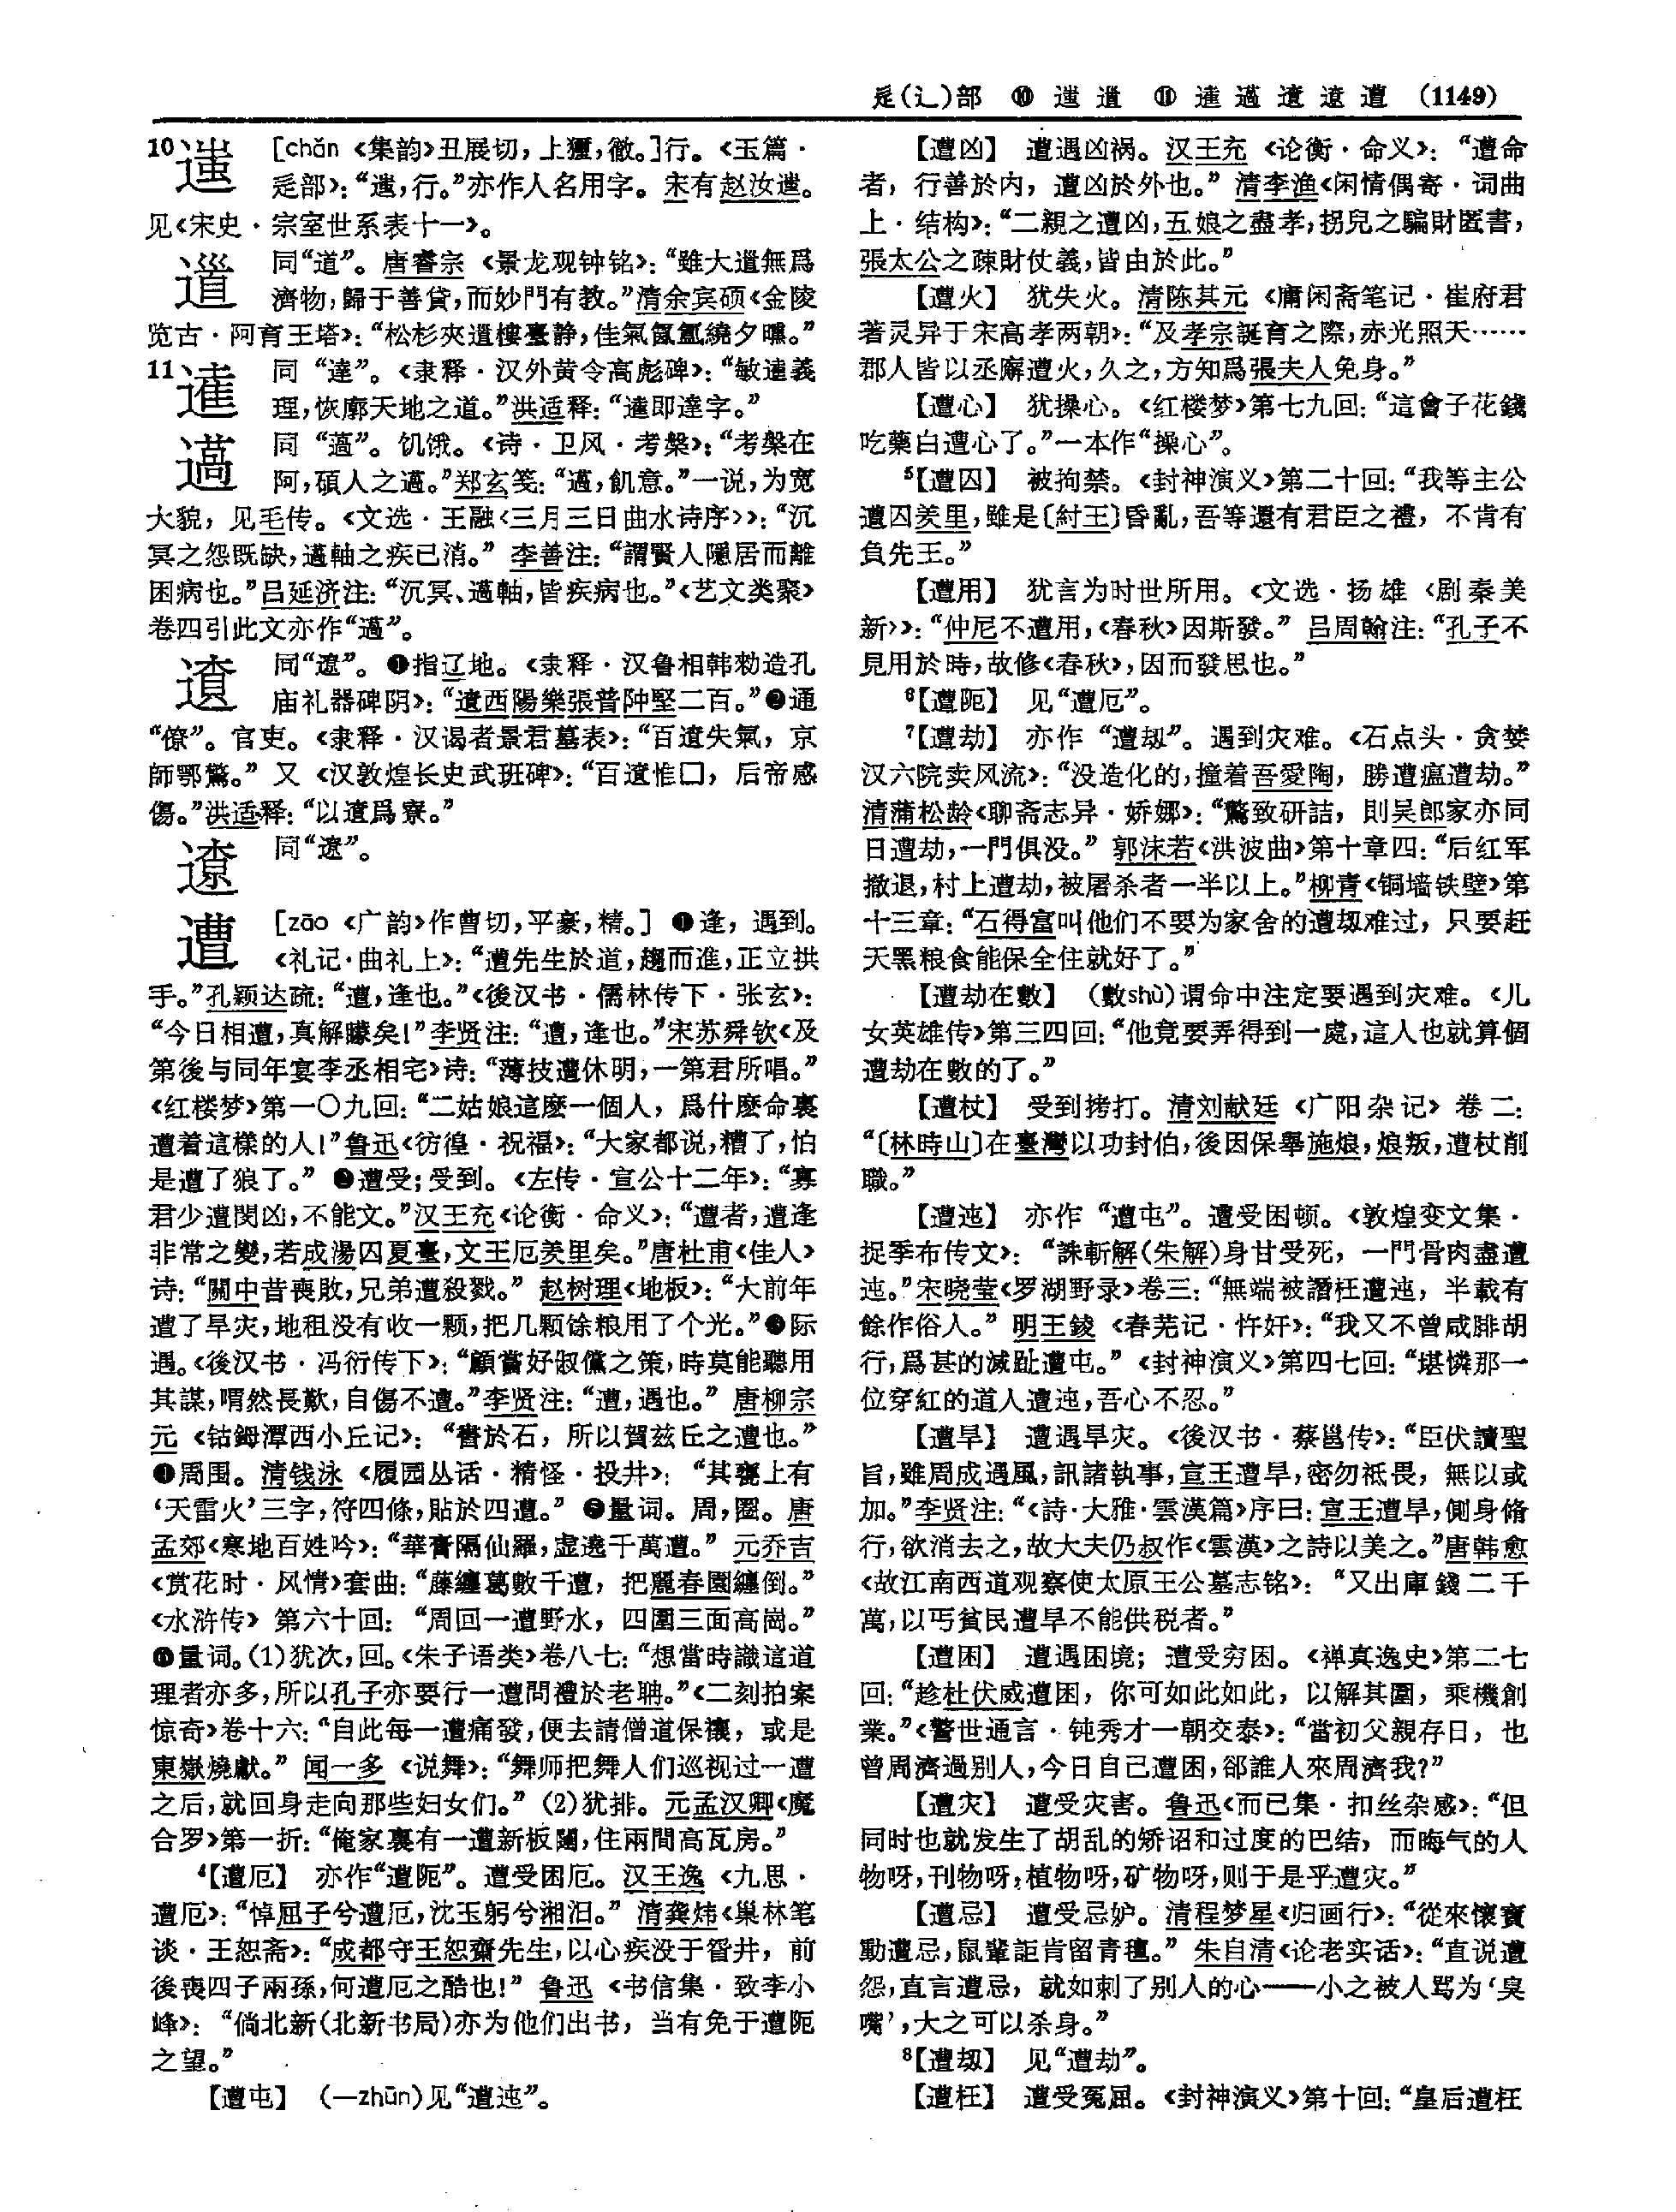 辵(辶)部 ⑩ 𨗴 𨗓 ⑪ 𨗿 薖 䢧 遼 遭 (1149)
10 [chǎn《集韵》丑展切,上獮,徹。]行。《玉篇·
辵部》:“,行。”亦作人名用字。宋有赵汝。
见《宋史·宗室世系表十一》。
同“道”。唐睿宗《景龙观钟铭》:“雖大無爲
濟物,歸于善貸,而妙門有教。”清余宾硕《金陵
览古·阿育王塔》:“松杉夾樓臺静,佳氣氤氲繞夕曛。”
11 同“達”。《隶释·汉外黄令高彪碑》:“敏義
理,恢廓天地之道。”洪适释:“即達字。”
同“薖”。饥饿。《诗·卫风·考槃》:“考槃在
阿,碩人之薖。”郑玄笺:“薖,飢意。”一说,为宽
大貌,见毛传。《文选·王融〈三月三日曲水诗序〉》:“沉
冥之怨既缺,軸之疾已消。”李善注:“謂賢人隱居而離
困病也。”吕延济注:“沉冥、軸,皆疾病也。”《艺文类聚》
卷四引此文亦作“薖”。
同“遼”。❶指辽地。《隶释·汉鲁相韩勑造孔
庙礼器碑阴》:“西陽樂張普𨹧堅二百。”❷通
“僚”。官吏。《隶释·汉谒者景君墓表》:“百失氣,京
師鄂驚。”又《汉敦煌长史武班碑》:“百惟囗,后帝感
傷。”洪适释:“以爲寮。”
同“遼”。
遭 [zāo《广韵》作曹切,平豪,精。] ❶逢,遇到。
《礼记·曲礼上》:“遭先生於道,趨而進,正立拱
手。”孔颖达疏:“遭,逢也。”《後汉书·儒林传下·张玄》:
“今日相遭,真解矇矣!”李贤注:“遭,逢也。”宋苏舜钦《及
第後与同年宴李丞相宅》诗:“薄技遭休明,一第君所唱。”
《红楼梦》第一〇九回:“二姑娘這麽一個人,爲什麽命裏
遭着這樣的人!”鲁迅《彷徨·祝福》:“大家都说,糟了,怕
是遭了狼了。”❷遭受;受到。《左传·宣公十二年》:“寡
君少遭閔凶,不能文。”汉王充《论衡·命义》:“遭者,遭逢
非常之變,若成湯囚夏臺,文王厄羑里矣。”唐杜甫《佳人》
诗:“關中昔喪敗,兄弟遭殺戮。”赵树理《地板》:“大前年
遭了旱灾,地租没有收一颗,把几颗馀粮用了个光。”❸际
遇。《後汉书·冯衍传下》:“顧嘗好俶儻之策,時莫能聽用
其謀,喟然長歎,自傷不遭。”李贤注:“遭,遇也。”唐柳宗
元《钴鉧潭西小丘记》:“書於石,所以賀兹丘之遭也。”
❹周围。清钱泳《履园丛话·精怪·投井》:“其甕上有
‘天雷火’三字,符四條,貼於四遭。”❺量词。周,圈。唐
孟郊《寒地百姓吟》:“華膏隔仙羅,虚遶千萬遭。”元乔吉
《赏花时·风情》套曲:“藤纏葛數千遭,把麗春園纏倒。”
《水浒传》第六十回:“周回一遭野水,四圍三面高崗。”
❻量词。(1)犹次,回。《朱子语类》卷八七:“想當時識這道
理者亦多,所以孔子亦要行一遭問禮於老聃。”《二刻拍案
惊奇》卷十六:“自此每一遭痛發,便去請僧道保禳,或是
東嶽燒獻。”闻一多《说舞》:“舞师把舞人们巡视过一遭
之后,就回身走向那些妇女们。”(2)犹排。元孟汉卿《魔
合罗》第一折:“俺家裏有一遭新板闥,住兩間高瓦房。”
4【遭厄】 亦作“遭阨”。遭受困厄。汉王逸《九思·
遭厄》:“悼屈子兮遭厄,沈玉躬兮湘汨。”清龚炜《巢林笔
谈·王恕斋》:“成都守王恕齋先生,以心疾没于眢井,前
後喪四子兩孫,何遭厄之酷也!”鲁迅《书信集·致李小
峰》:“倘北新(北新书局)亦为他们出书,当有免于遭阨
之望。”
【遭屯】 (—zhūn)见“遭迍”。
【遭凶】 遭遇凶祸。汉王充《论衡·命义》:“遭命
者,行善於内,遭凶於外也。”清李渔《闲情偶寄·词曲
上·结构》:“二親之遭凶,五娘之盡孝,拐兒之騙財匿書,
張太公之疎財仗義,皆由於此。”
【遭火】 犹失火。清陈其元《庸闲斋笔记·崔府君
著灵异于宋高孝两朝》:“及孝宗誕育之際,赤光照天……
郡人皆以丞廨遭火,久之,方知爲張夫人免身。”
【遭心】 犹操心。《红楼梦》第七九回:“這會子花錢
吃藥白遭心了。”一本作“操心”。
5【遭囚】 被拘禁。《封神演义》第二十回:“我等主公
遭囚羑里,雖是〔紂王〕昏亂,吾等還有君臣之禮,不肯有
負先王。”
【遭用】 犹言为时世所用。《文选·扬雄〈剧秦美
新〉》:“仲尼不遭用,《春秋》因斯發。”吕周翰注:“孔子不
見用於時,故修《春秋》,因而發思也。”
6【遭阨】 见“遭厄”。
7【遭劫】 亦作“遭刼”。遇到灾难。《石点头·贪婪
汉六院卖风流》:“没造化的,撞着吾愛陶,勝遭瘟遭劫。”
清蒲松龄《聊斋志异·娇娜》:“驚致研詰,則吴郎家亦同
日遭劫,一門俱没。”郭沫若《洪波曲》第十章四:“后红军
撤退,村上遭劫,被屠杀者一半以上。”柳青《铜墙铁壁》第
十三章:“石得富叫他们不要为家舍的遭刼难过,只要赶
天黑粮食能保全住就好了。”
【遭劫在數】 (數shù)谓命中注定要遇到灾难。《儿
女英雄传》第三四回:“他竟要弄得到一處,這人也就算個
遭劫在數的了。”
【遭杖】 受到拷打。清刘献廷《广阳杂记》卷二:
“〔林時山〕在臺灣以功封伯,後因保舉施烺,烺叛,遭杖削
職。”
【遭迍】 亦作“遭屯”。遭受困顿。《敦煌变文集·
捉季布传文》:“誅斬解(朱解)身甘受死,一門骨肉盡遭
迍。”宋晓莹《罗湖野录》卷三:“無端被譖枉遭迍,半載有
餘作俗人。”明王錂《春芜记·忤奸》:“我又不曾咸腓胡
行,爲甚的滅趾遭屯。”《封神演义》第四七回:“堪憐那一
位穿紅的道人遭迍,吾心不忍。”
【遭旱】 遭遇旱灾。《後汉书·蔡邕传》:“臣伏讀聖
旨,雖周成遇風,訊諸執事,宣王遭旱,密勿祗畏,無以或
加。”李贤注:“《詩·大雅·雲漢篇》序曰:宣王遭旱,側身脩
行,欲消去之,故大夫仍叔作《雲漢》之詩以美之。”唐韩愈
《故江南西道观察使太原王公墓志铭》:“又出庫錢二千
萬,以丐貧民遭旱不能供税者。”
【遭困】 遭遇困境;遭受穷困。《禅真逸史》第二七
回:“趁杜伏威遭困,你可如此如此,以解其圍,乘機創
業。”《警世通言·钝秀才一朝交泰》:“當初父親存日,也
曾周濟過别人,今日自己遭困,郤誰人來周濟我?”
【遭灾】 遭受灾害。鲁迅《而已集·扣丝杂感》:“但
同时也就发生了胡乱的矫诏和过度的巴结,而晦气的人
物呀,刊物呀,植物呀,矿物呀,则于是乎遭灾。”
【遭忌】 遭受忌妒。清程梦星《归画行》:“從來懷寶
動遭忌,鼠輩詎肯留青氊。”朱自清《论老实话》:“直说遭
怨,直言遭忌,就如刺了别人的心——小之被人骂为‘臭
嘴’,大之可以杀身。”
8【遭刼】 见“遭劫”。
【遭枉】 遭受冤屈。《封神演义》第十回:“皇后遭枉